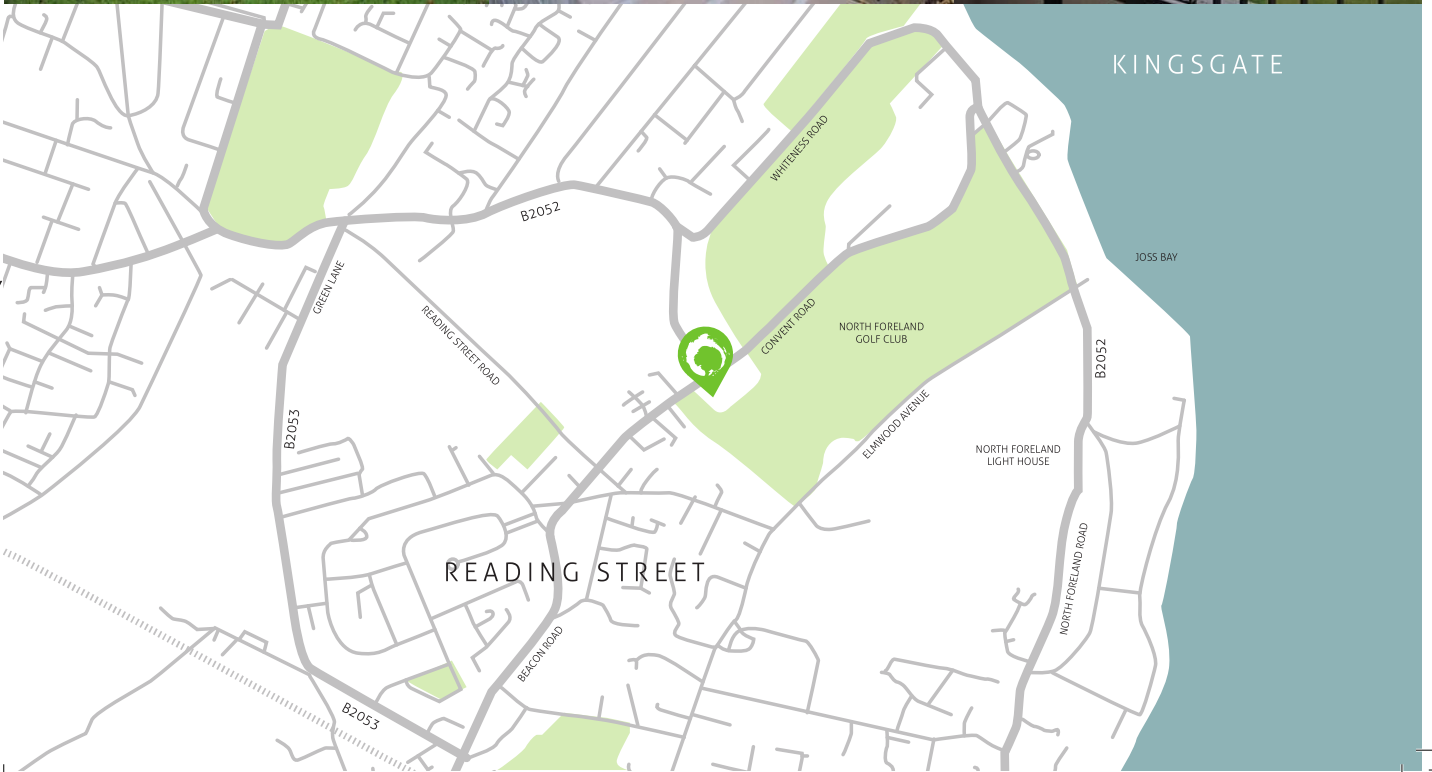 KINGSGATE
WHITENESS ROAD
B2052
JOSS BAY
GREEN LANE
READING STREET ROAD
CONVENT ROAD
NORTH FORELAND
GOLF CLUB
B2052
ELMWOOD AVENUE
B2053
NORTH FORELAND
LIGHT HOUSE
READING STREET
NORTH FORELAND ROAD
BEACON ROAD
B2053